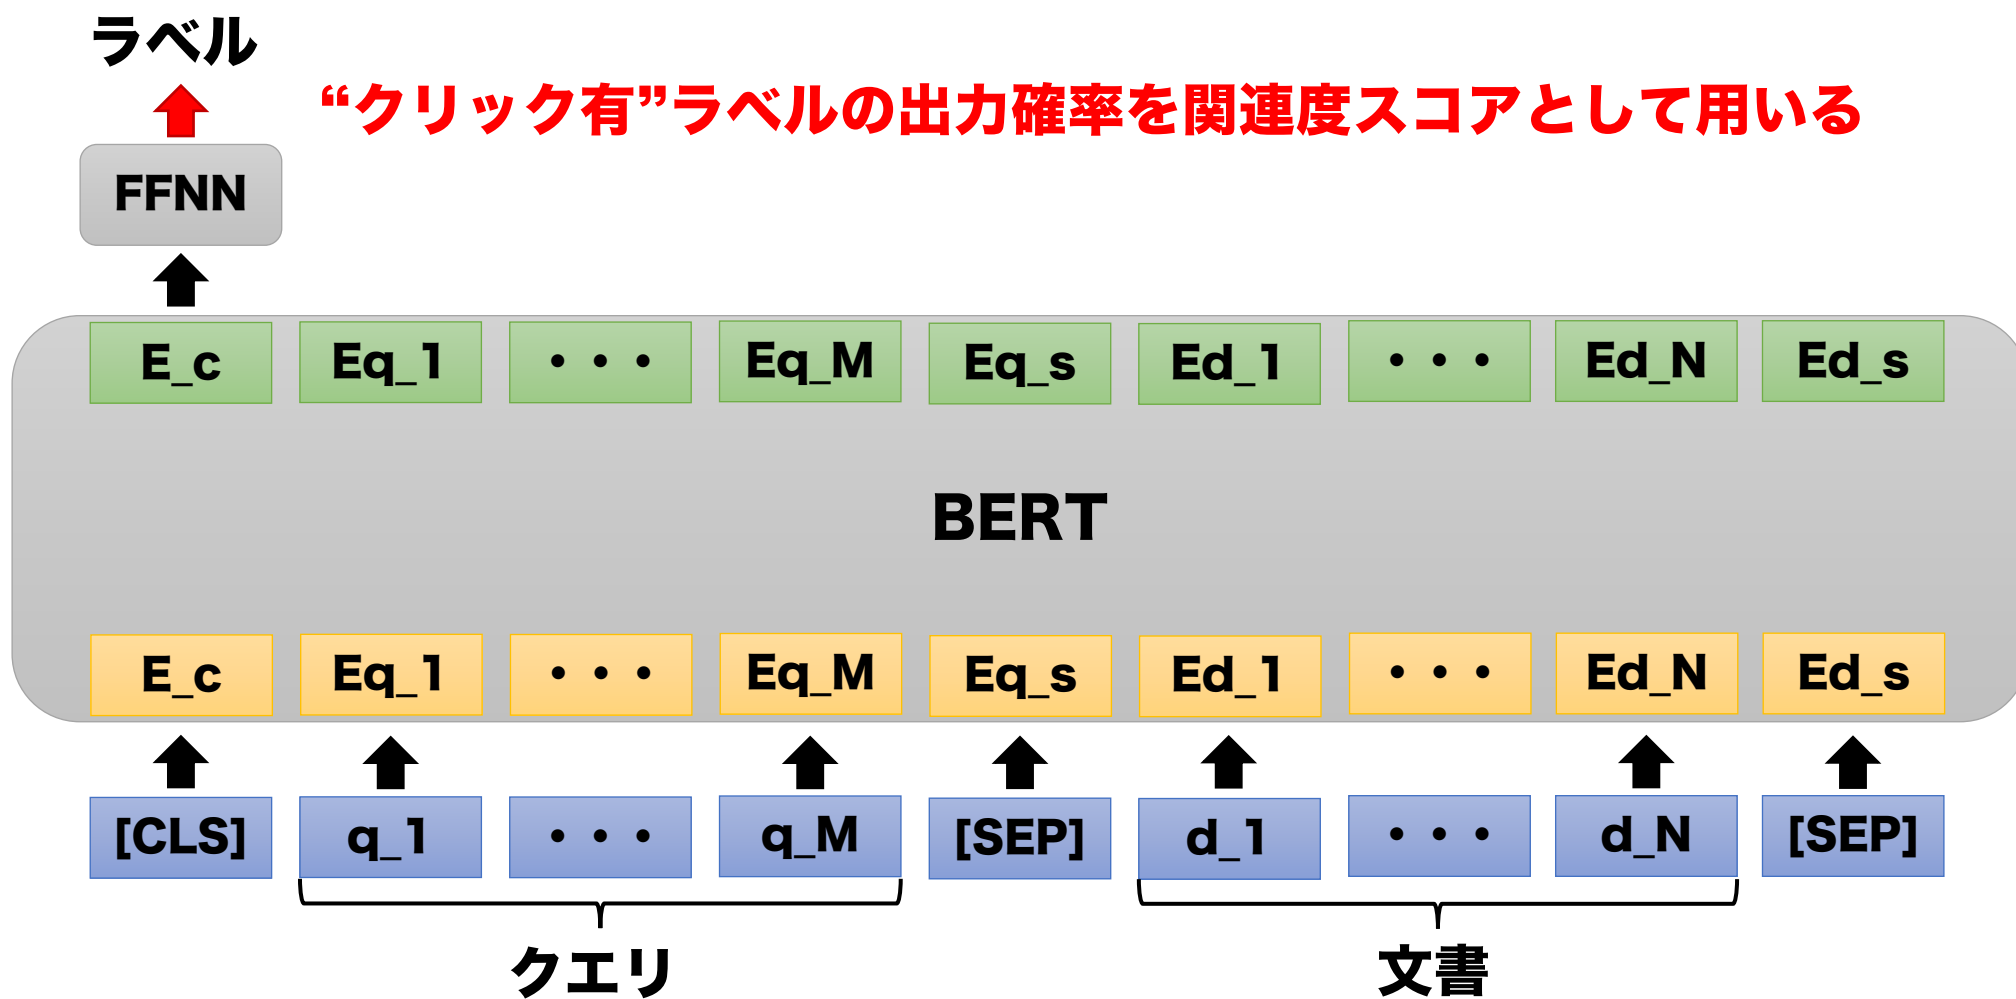 ラベル
“クリック有”ラベルの出力確率を関連度スコアとして用いる
FFNN
E_c Eq_1 ・・・ Eq_M Eq_s Ed_1 ・・・ Ed_N Ed_s
BERT
E_c Eq_1 ・・・ Eq_M Eq_s Ed_1 ・・・ Ed_N Ed_s
[CLS] q_1 ・・・ q_M [SEP] d_1 ・・・ d_N [SEP]
クエリ 文書